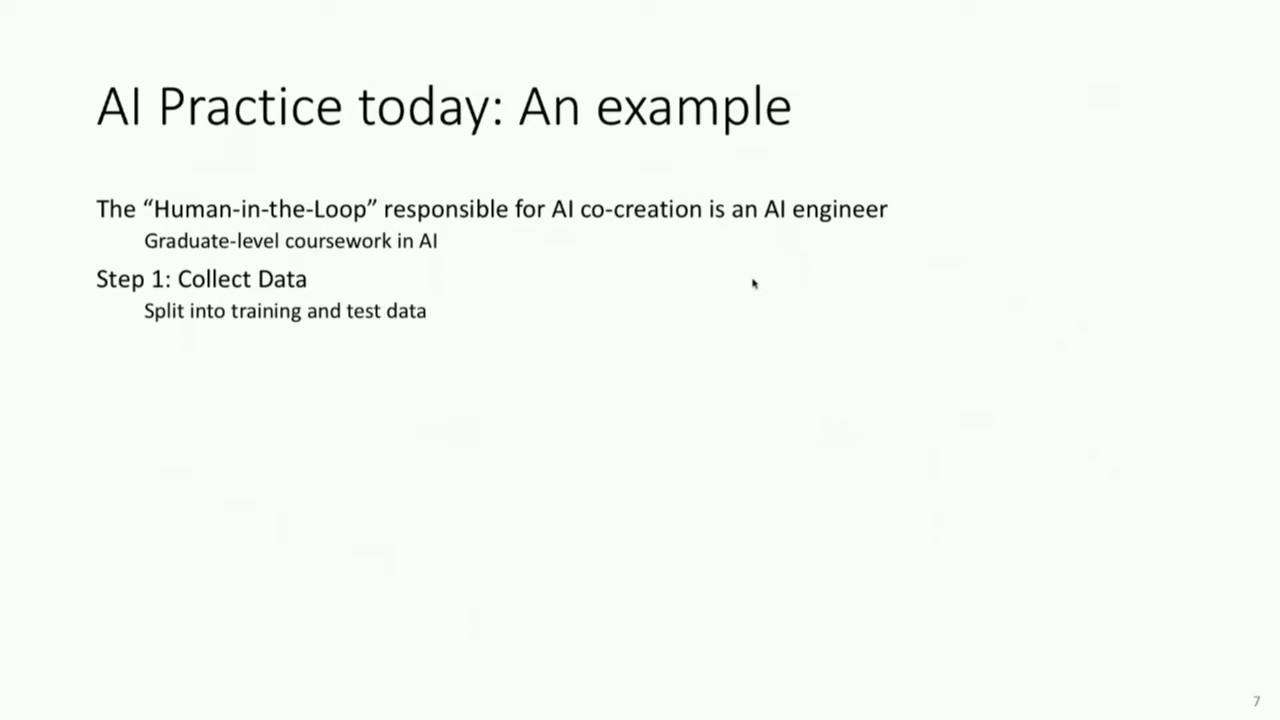 AI Practice today: An example
The “Human-in-the-Loop” responsible for AI co-creation is an AI engineer
Graduate-level coursework in AI
Step 1: Collect Data
Split into training and test data
7